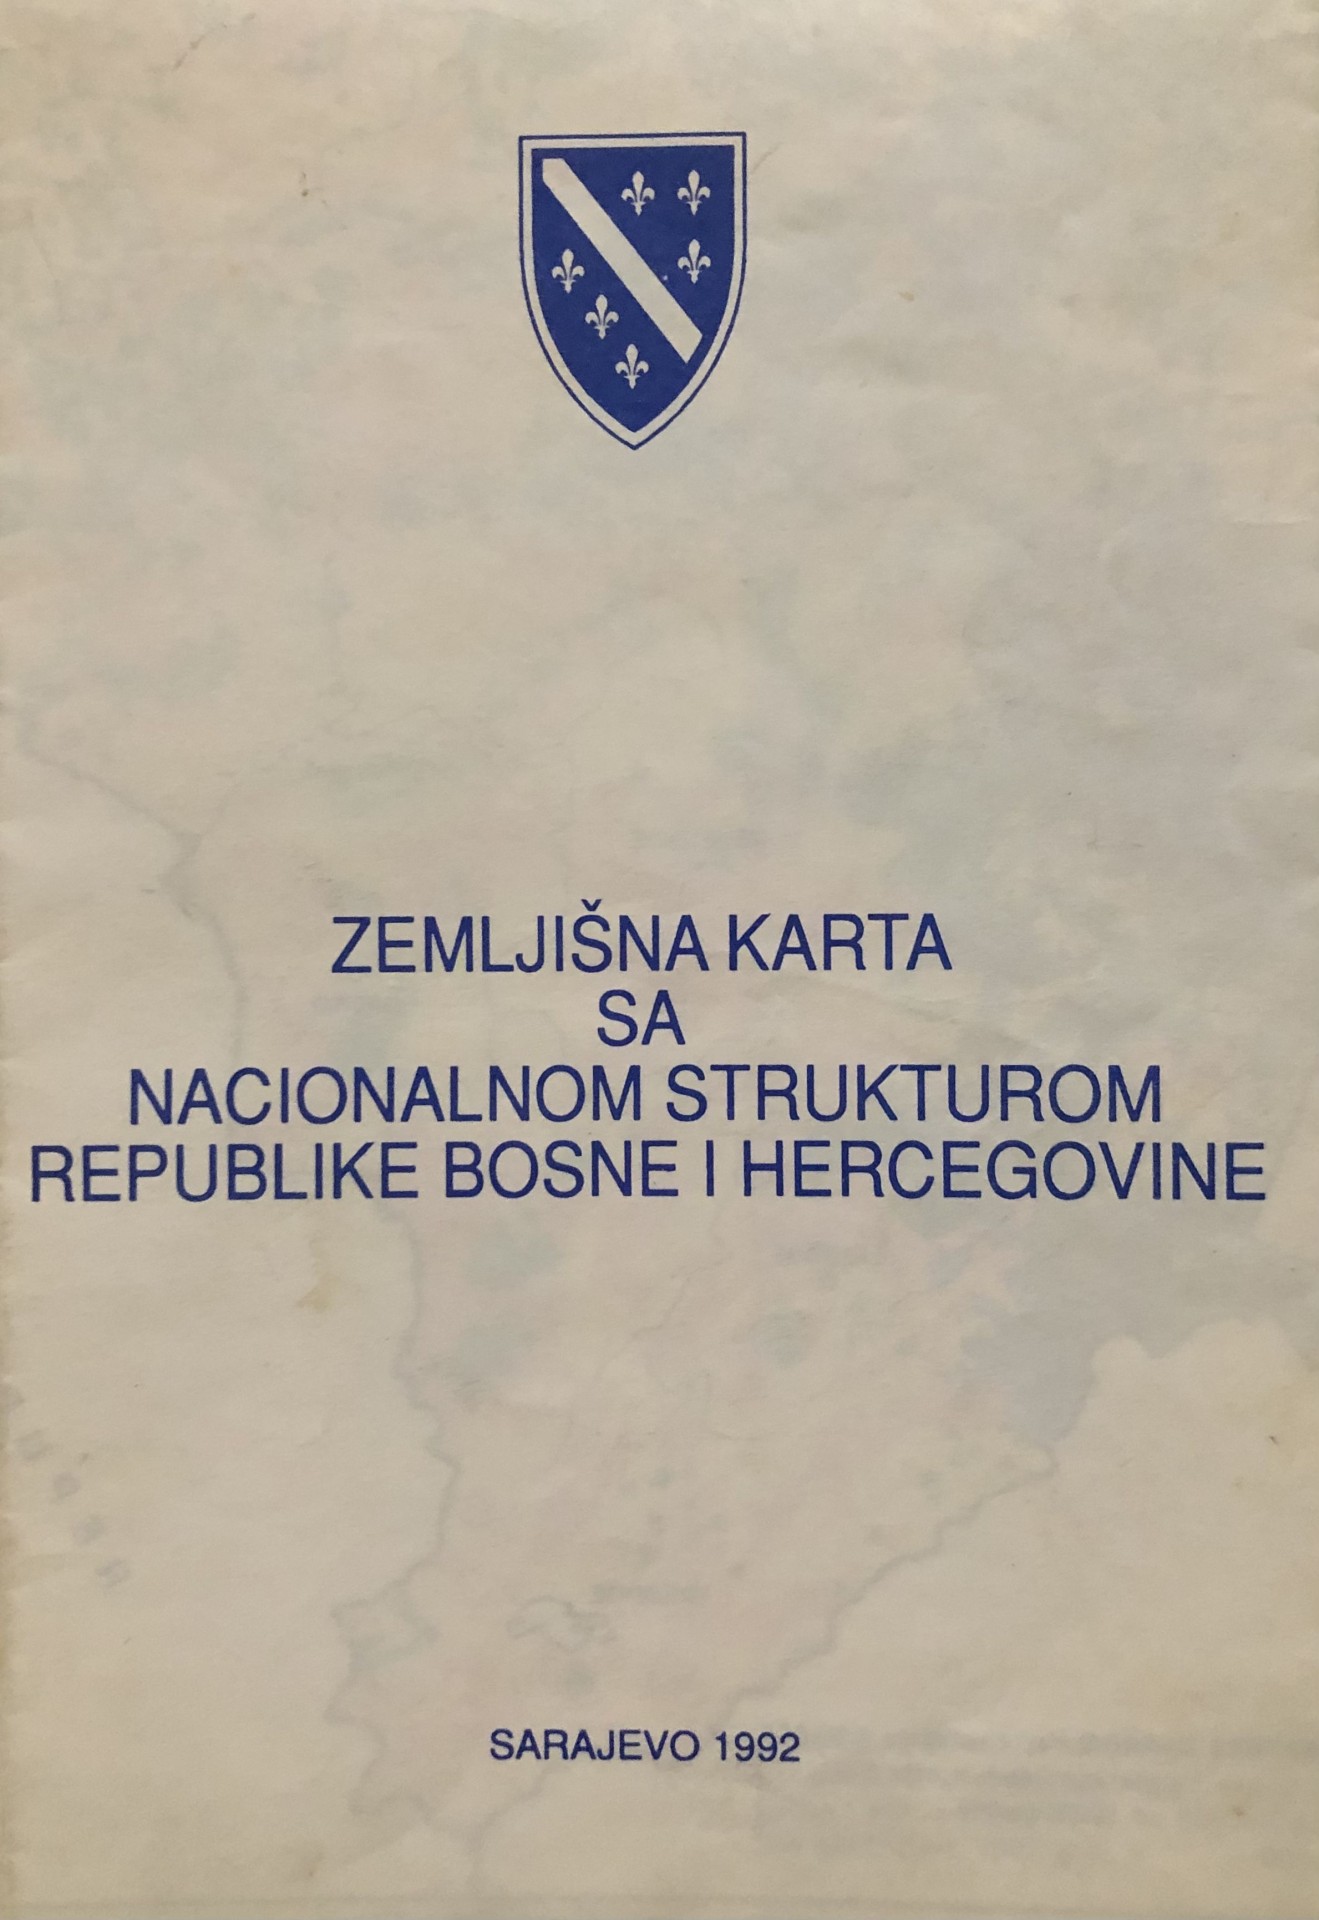 ZEMLJIŠNA KARTA
SA
NACIONALNOM STRUKTUROM
REPUBLIKE BOSNE I HERCEGOVINE
SARAJEVO 1992